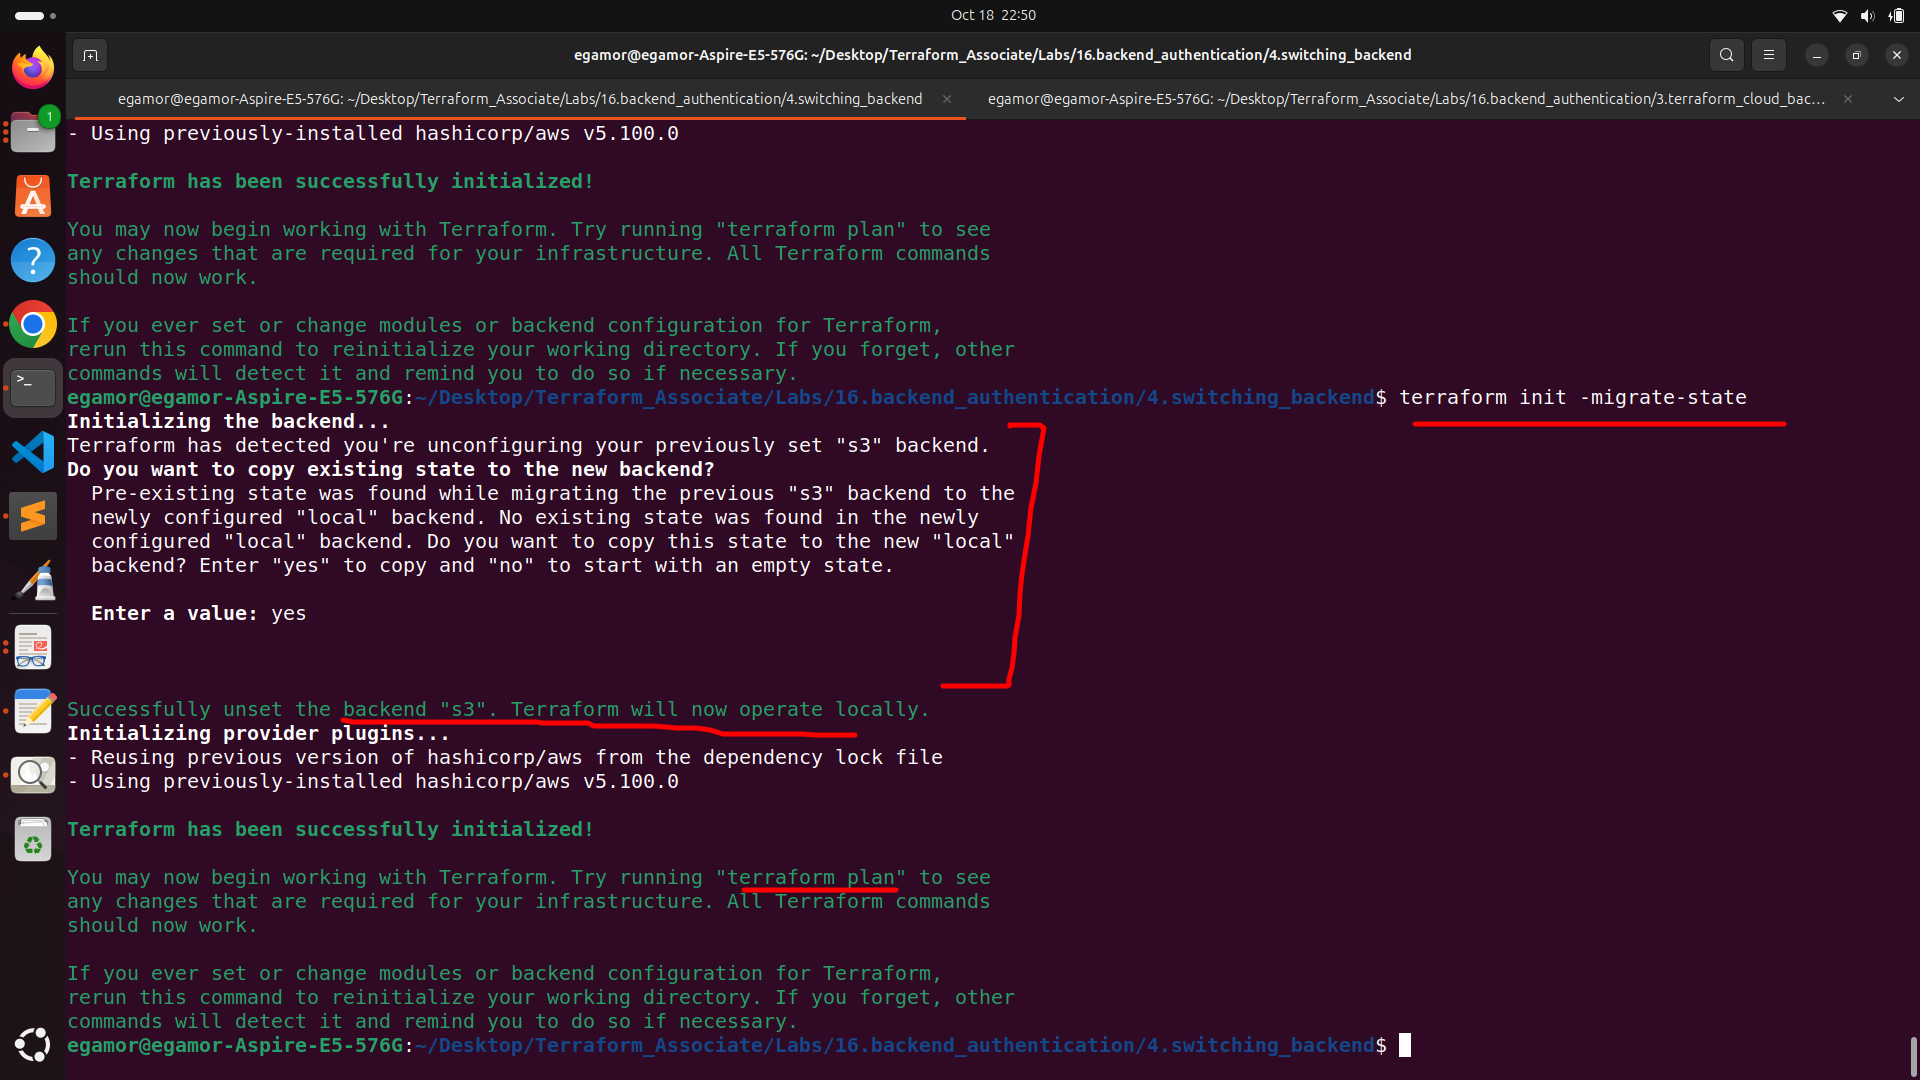 Oct 18 22:50
egamor@egamor-Aspire-E5-576G: ~/Desktop/Terraform_Associate/Labs/16.backend_authentication/4.switching_backend
egamor@egamor-Aspire-E5-576G: ~/Desktop/Terraform_Associate/Labs/16.backend_authentication/4.switching_backend
egamor@egamor-Aspire-E5-576G: ~/Desktop/Terraform_Associate/Labs/16.backend_authentication/3.terraform_cloud_bac...
1
- Using previously-installed hashicorp/aws v5.100.0
Terraform has been successfully initialized!
You may now begin working with Terraform. Try running "terraform plan" to see
any changes that are required for your infrastructure. All Terraform commands
should now work.
If you ever set or change modules or backend configuration for Terraform,
rerun this command to reinitialize your working directory. If you forget, other
commands will detect it and remind you to do so if necessary.
egamor@egamor-Aspire-E5-576G:~/Desktop/Terraform_Associate/Labs/16.backend_authentication/4.switching_backend$ terraform init -migrate-state
Initializing the backend...
Terraform has detected you're unconfiguring your previously set "s3" backend.
Do you want to copy existing state to the new backend?
Pre-existing state was found while migrating the previous "s3" backend to the
newly configured "local" backend. No existing state was found in the newly
configured "local" backend. Do you want to copy this state to the new "local"
backend? Enter "yes" to copy and "no" to start with an empty state.
Enter a value: yes
Successfully unset the backend "s3". Terraform will now operate locally.
Initializing provider plugins...
- Reusing previous version of hashicorp/aws from the dependency lock file
- Using previously-installed hashicorp/aws v5.100.0
Terraform has been successfully initialized!
You may now begin working with Terraform. Try running "terraform plan" to see
any changes that are required for your infrastructure. All Terraform commands
should now work.
If you ever set or change modules or backend configuration for Terraform,
rerun this command to reinitialize your working directory. If you forget, other
commands will detect it and remind you to do so if necessary.
egamor@egamor-Aspire-E5-576G:~/Desktop/Terraform_Associate/Labs/16.backend_authentication/4.switching_backend$